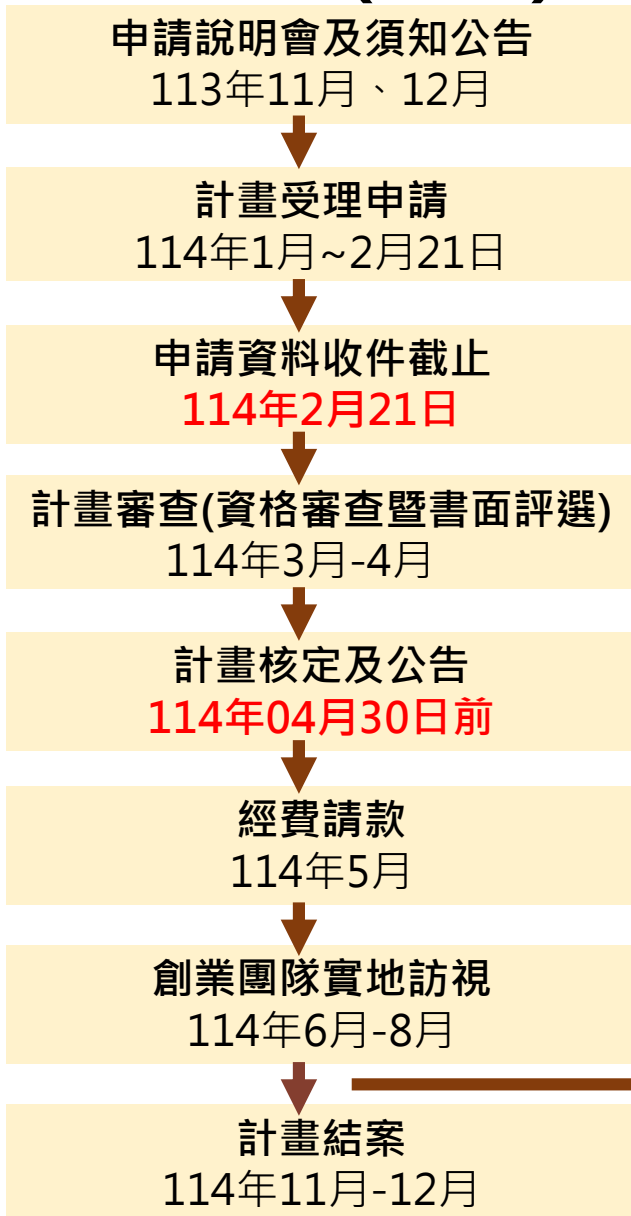 申請說明會及須知公告
113年11月、12月
計畫受理申請
114年1月~2月21日
申請資料收件截止
114年2月21日
計畫審查(資格審查暨書面評選)
114年3月-4月
計畫核定及公告
114年04月30日前
經費請款
114年5月
創業團隊實地訪視
114年6月-8月
計畫結案
114年11月-12月